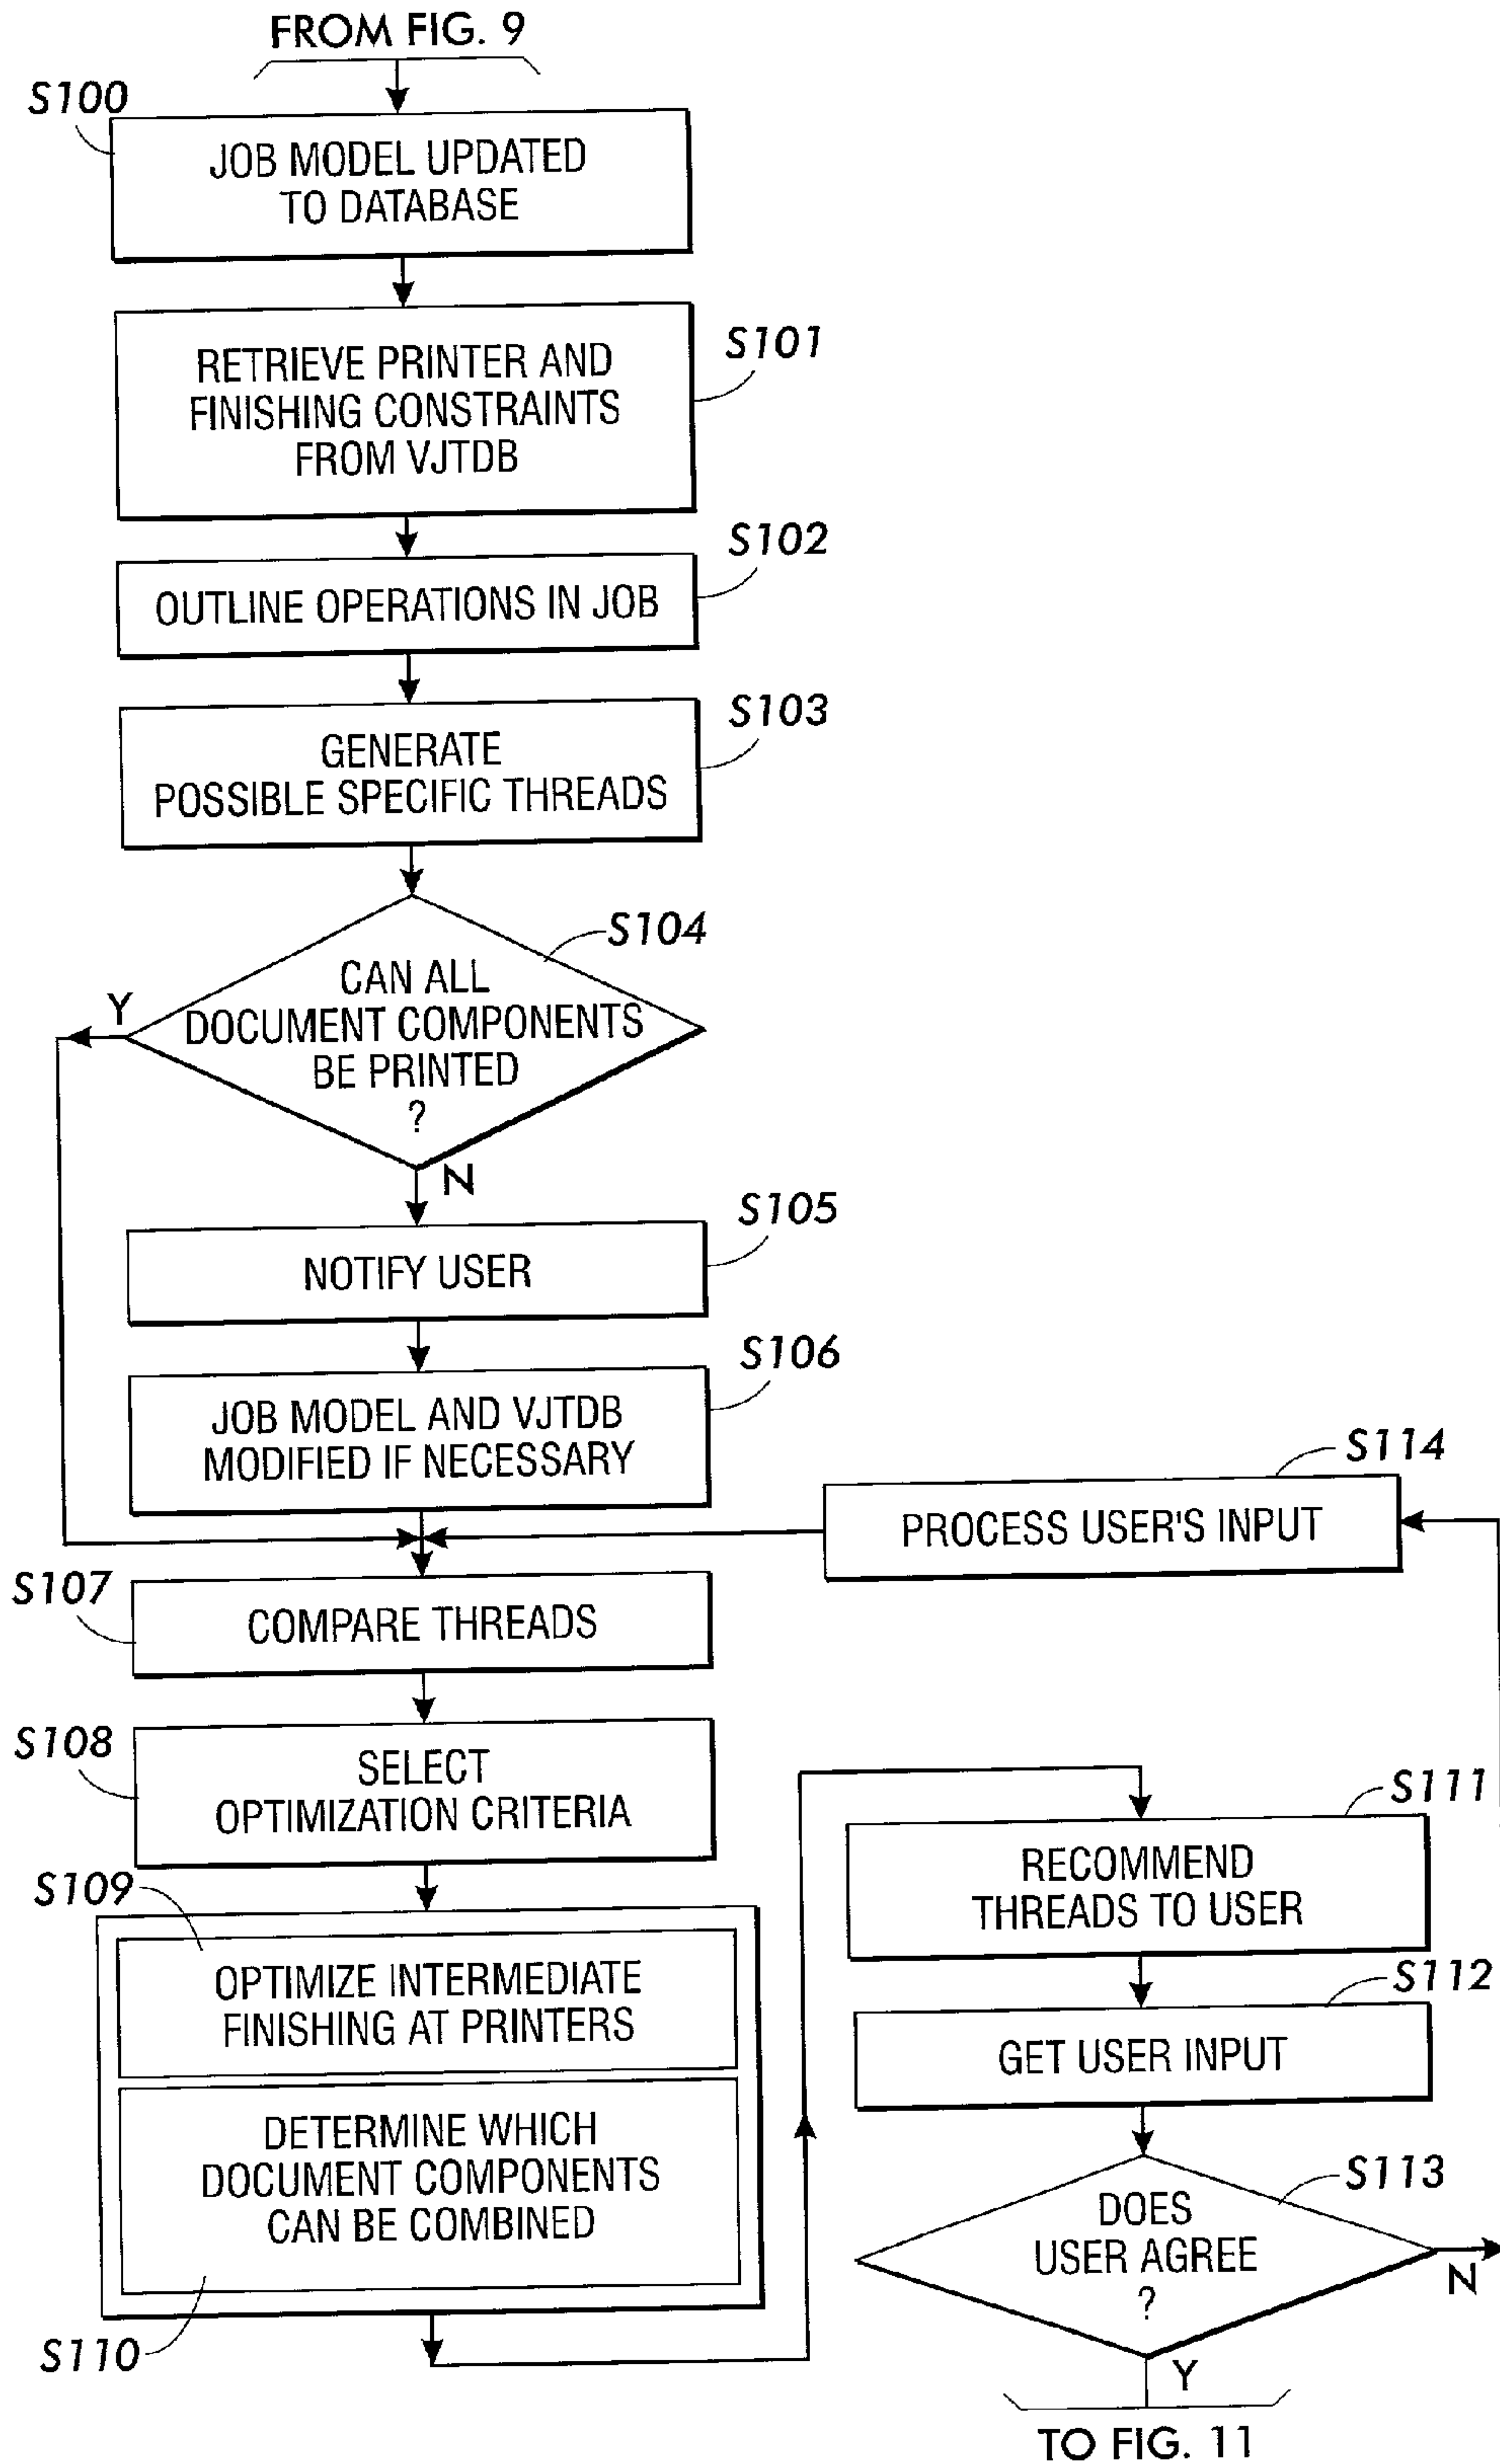 FROM FIG. 9
S100
JOB MODEL UPDATED
TO DATABASE
S101
RETRIEVE PRINTER AND
FINISHING CONSTRAINTS
FROM VJTDB
S102
OUTLINE OPERATIONS IN JOB
S103
GENERATE
POSSIBLE SPECIFIC THREADS
S104
CAN ALL
DOCUMENT COMPONENTS
BE PRINTED
?
Y
N
S105
NOTIFY USER
S106
JOB MODEL AND VJTDB
MODIFIED IF NECESSARY
S114
PROCESS USER'S INPUT
S107
COMPARE THREADS
S108
SELECT
OPTIMIZATION CRITERIA
S109
OPTIMIZE INTERMEDIATE
FINISHING AT PRINTERS
DETERMINE WHICH
DOCUMENT COMPONENTS
CAN BE COMBINED
S110
S111
RECOMMEND
THREADS TO USER
S112
GET USER INPUT
S113
DOES
USER AGREE
?
N
Y
TO FIG. 11